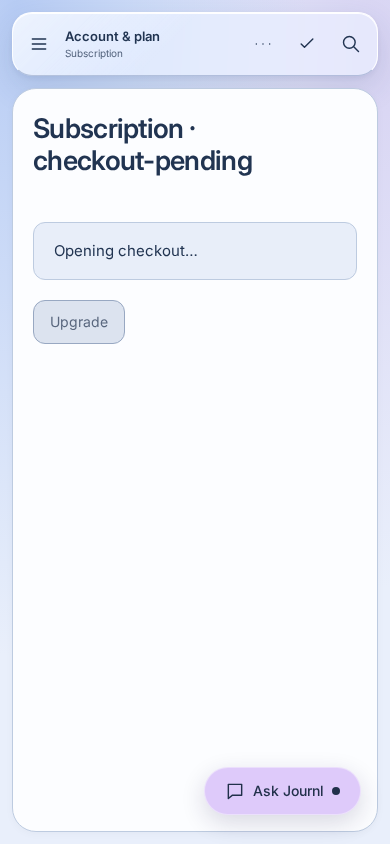 Account & plan
Subscription
Subscription ·
checkout-pending
Opening checkout…
Upgrade
Ask Journl